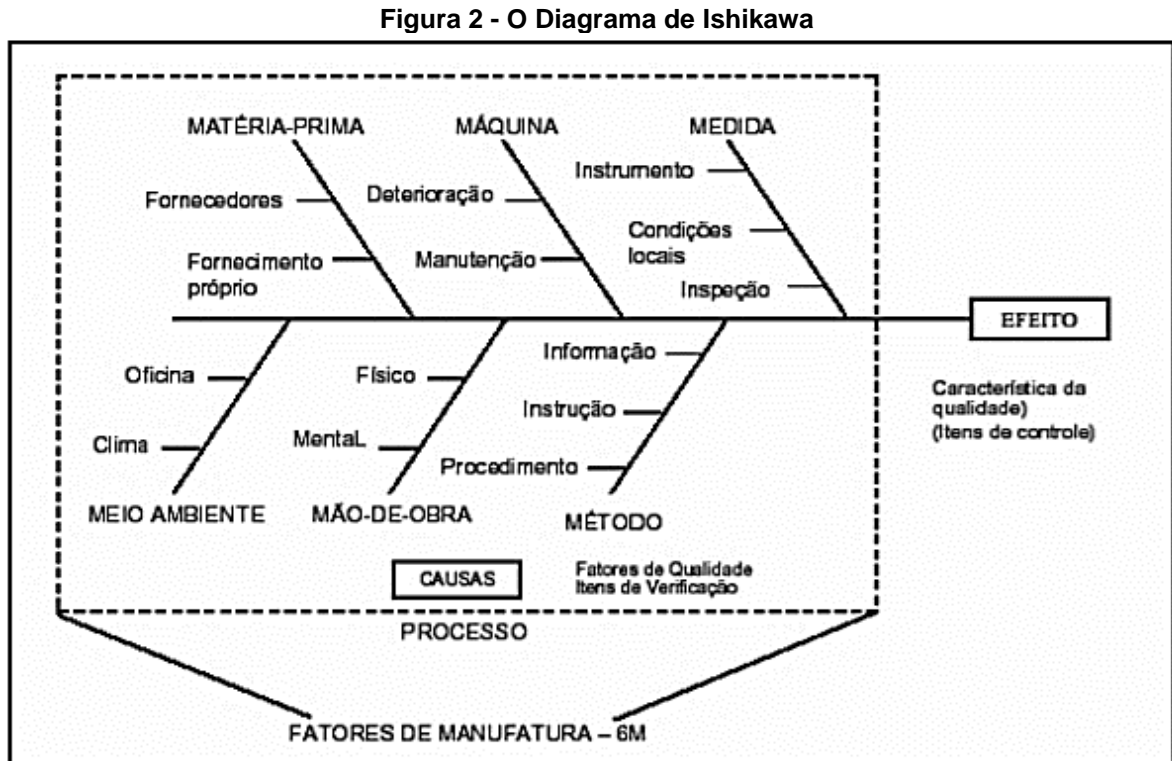 Figura 2 - O Diagrama de Ishikawa
MATÉRIA-PRIMA
MÁQUINA
MEDIDA
Fornecedores
Fornecimento
próprio
Deterioração
Manutenção
Instrumento
Condições
locais
Inspeção
EFEITO
Característica da
qualidade)
(Itens de controle)
Oficina
Clima
MEIO AMBIENTE
Físico
MentaL
MÃO-DE-OBRA
Informação
Instrução
Procedimento
MÉTODO
CAUSAS
Fatores de Qualidade
Itens de Verificação
PROCESSO
FATORES DE MANUFATURA – 6M